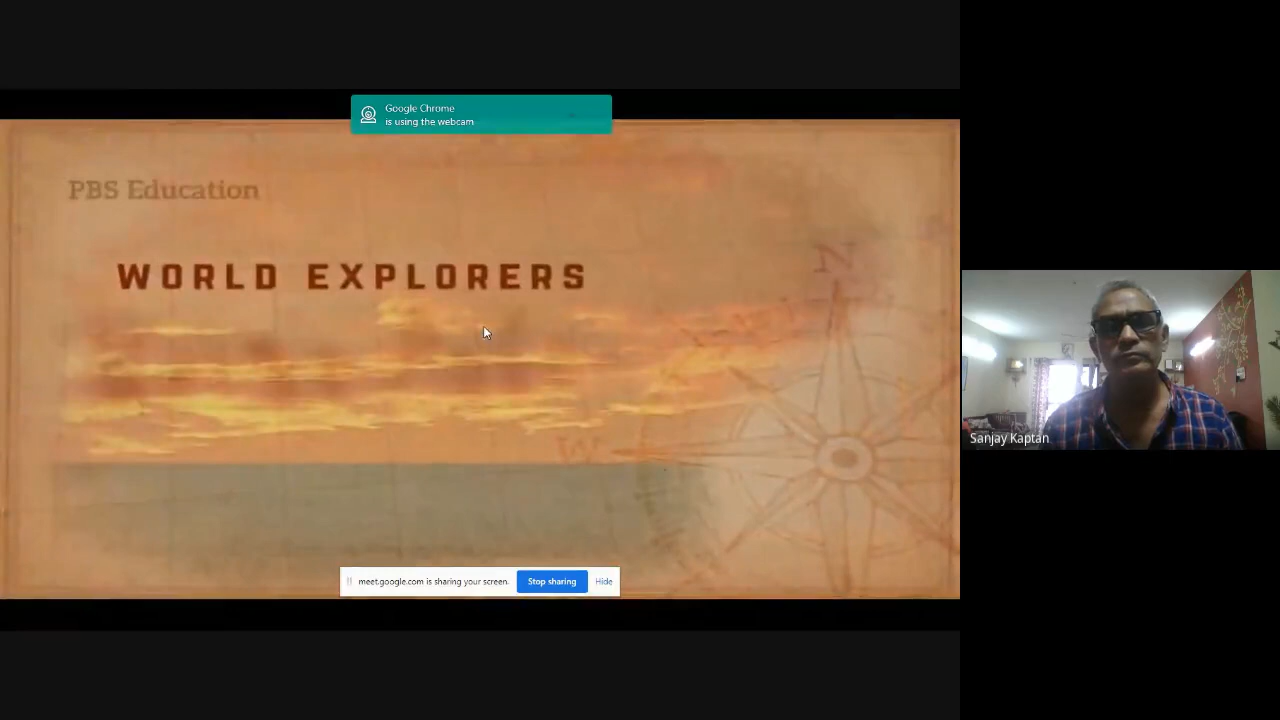 Google Chrome
is using the webcam
PBS Education
WORLD EXPLORERS
N
W
Sanjay Kaptan
meet.google.com is sharing your screen.
Stop sharing
Hide